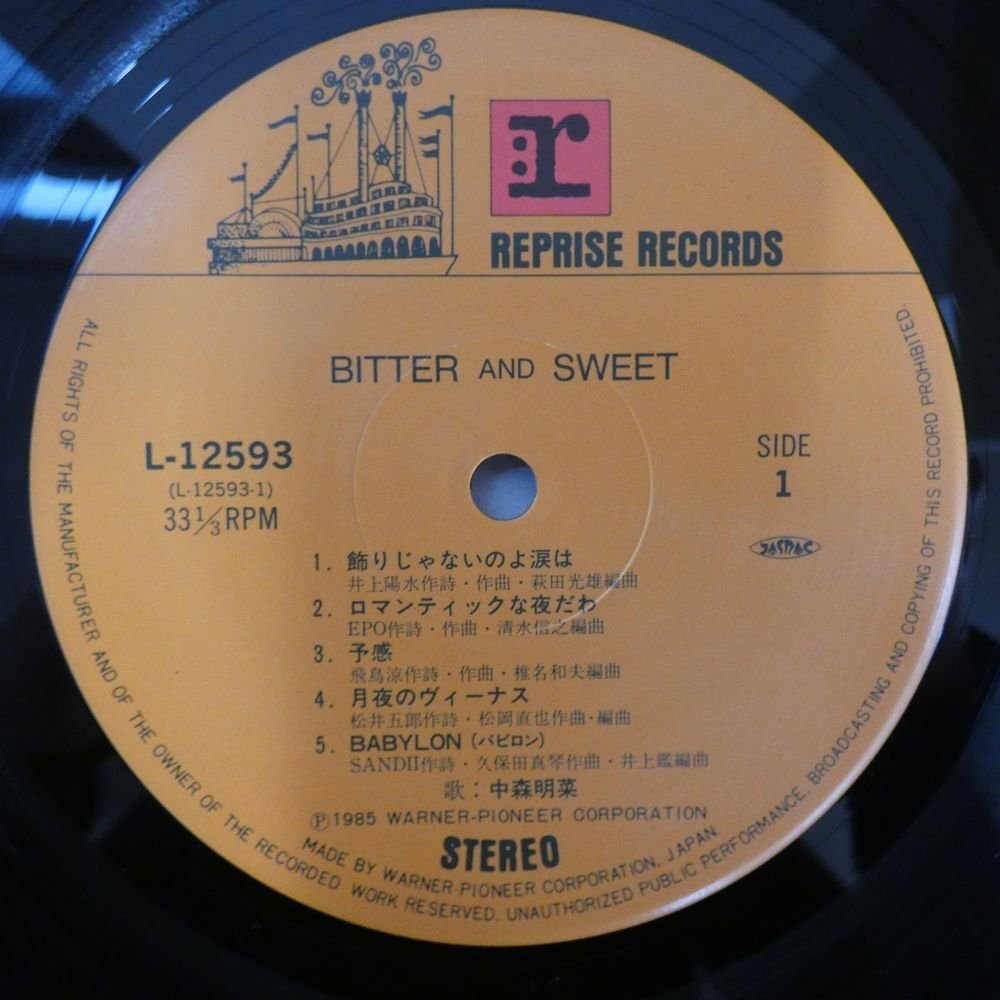 r
REPRISE RECORDS
BITTER AND SWEET
L-12593
(L-12593-1)
33 1/3 RPM
SIDE
1
JASRAC
1. 飾りじゃないのよ涙は
井上陽水作詩・作曲・萩田光雄編曲
2. ロマンティックな夜だわ
EPO作詩・作曲・清水信之編曲
3. 予感
飛鳥涼作詩・作曲・椎名和夫編曲
4. 月夜のヴィーナス
松井五郎作詩・松岡直也作曲・編曲
5. BABYLON (バビロン)
SANDII作詩・久保田真琴作曲・井上鑑編曲
歌：中森明菜
Ⓟ1985 WARNER-PIONEER CORPORATION
STEREO
MADE BY WARNER-PIONEER CORPORATION, JAPAN.
ALL RIGHTS OF THE MANUFACTURER AND OF THE OWNER OF THE RECORDED WORK RESERVED. UNAUTHORIZED PUBLIC PERFORMANCE, BROADCASTING AND COPYING OF THIS RECORD PROHIBITED.